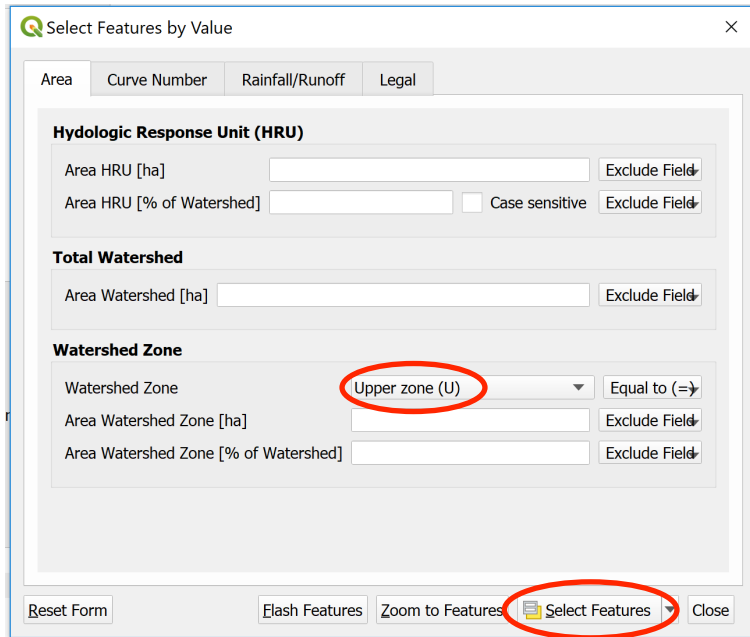 Select Features by Value
Area Curve Number Rainfall/Runoff Legal
Hydologic Response Unit (HRU)
Area HRU [ha] Exclude Field
Area HRU [% of Watershed] Case sensitive Exclude Field
Total Watershed
Area Watershed [ha] Exclude Field
Watershed Zone
Watershed Zone Upper zone (U) Equal to (=)
Area Watershed Zone [ha] Exclude Field
Area Watershed Zone [% of Watershed] Exclude Field
Reset Form Flash Features Zoom to Features Select Features Close